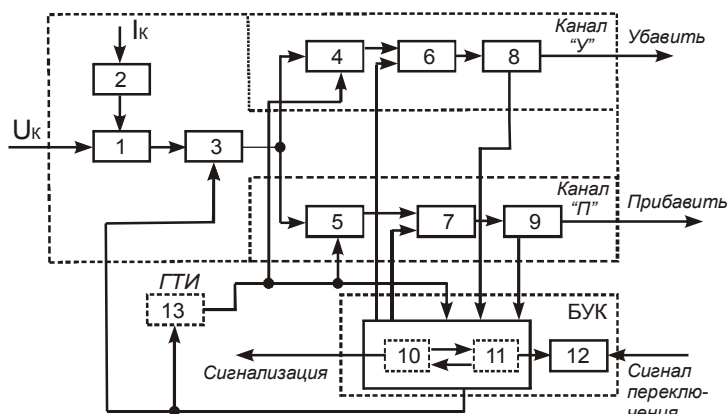 Iк
Канал
"У"
Убавить
2
4
6
8
Uк
1
3
Канал
"П"
Прибавить
5
7
9
ГТИ
13
БУК
10
11
12
Сигнализация
Сигнал
переклю-
чения